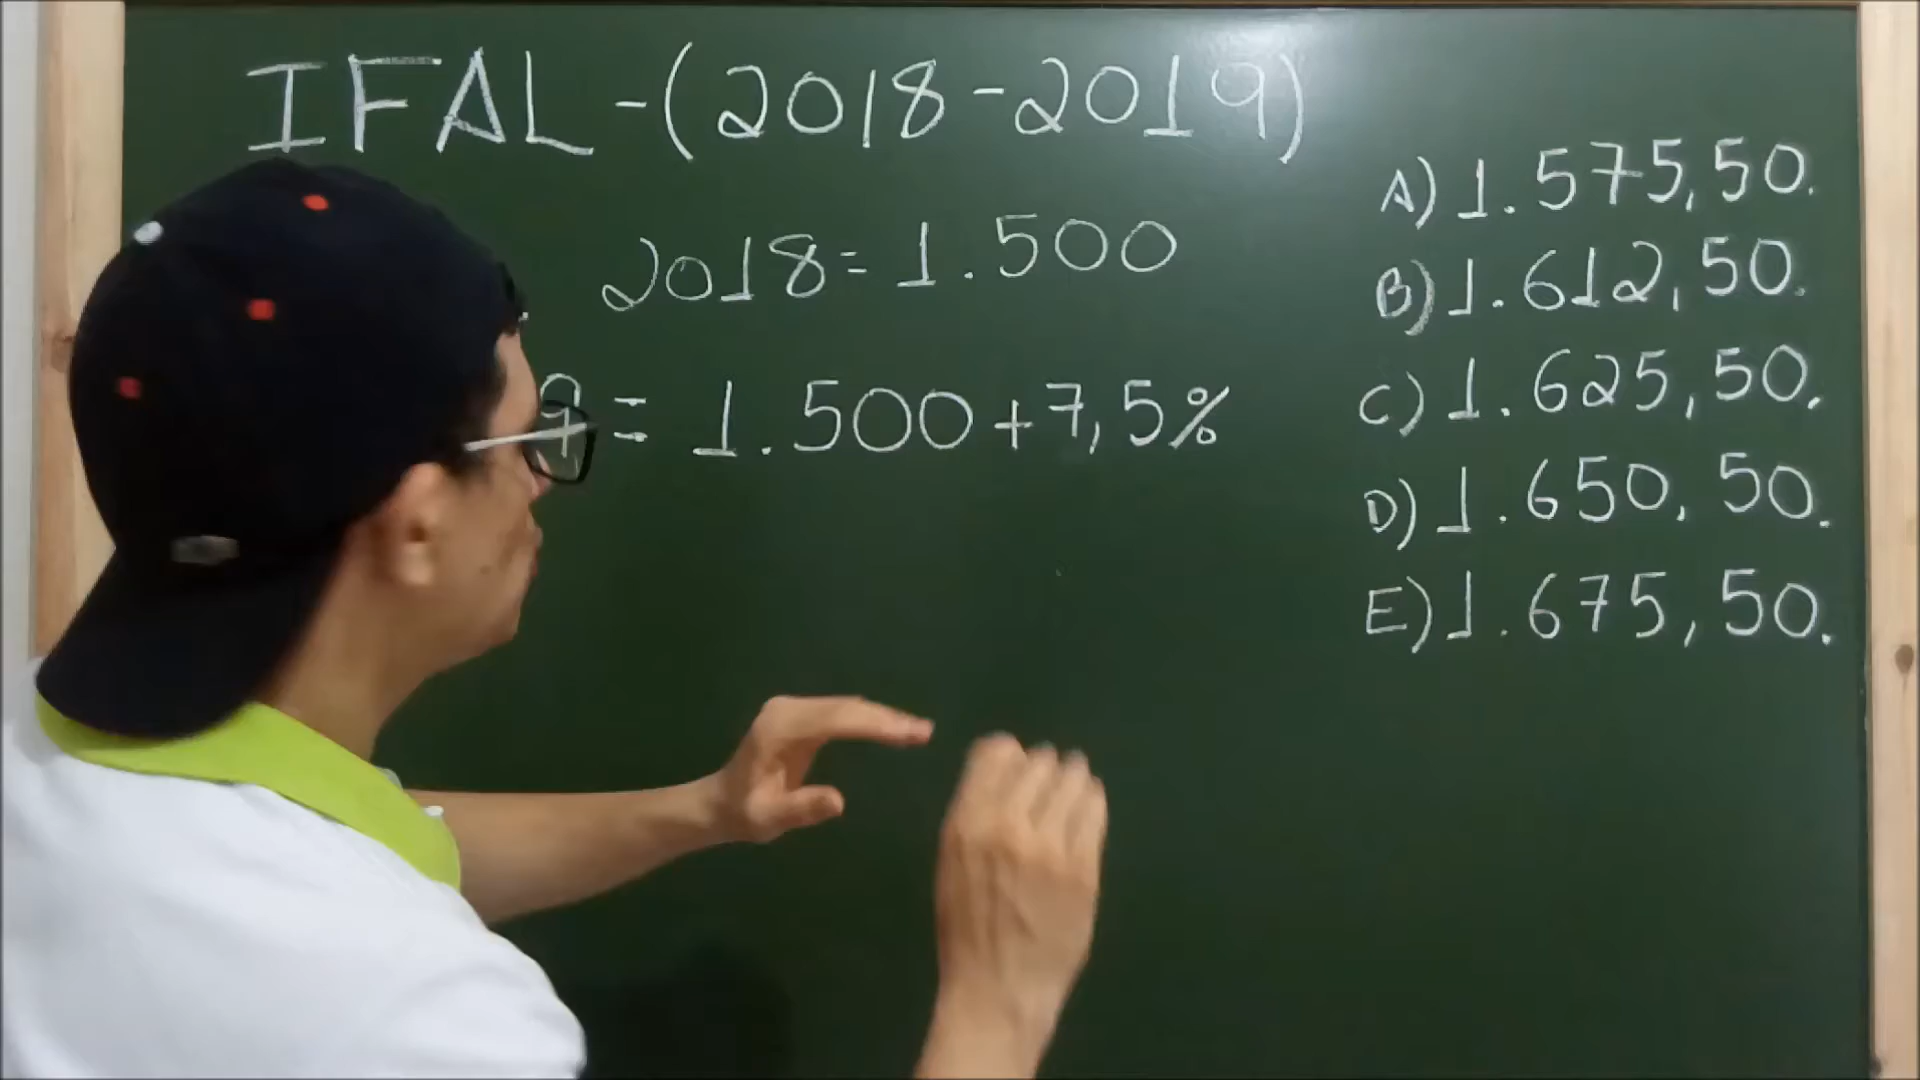 IFAL-(2018-2019)
2018=1.500
9 = 1.500+7,5%
A) 1.575,50.
B) 1.612,50.
C) 1.625,50.
D) 1.650,50.
E) 1.675,50.